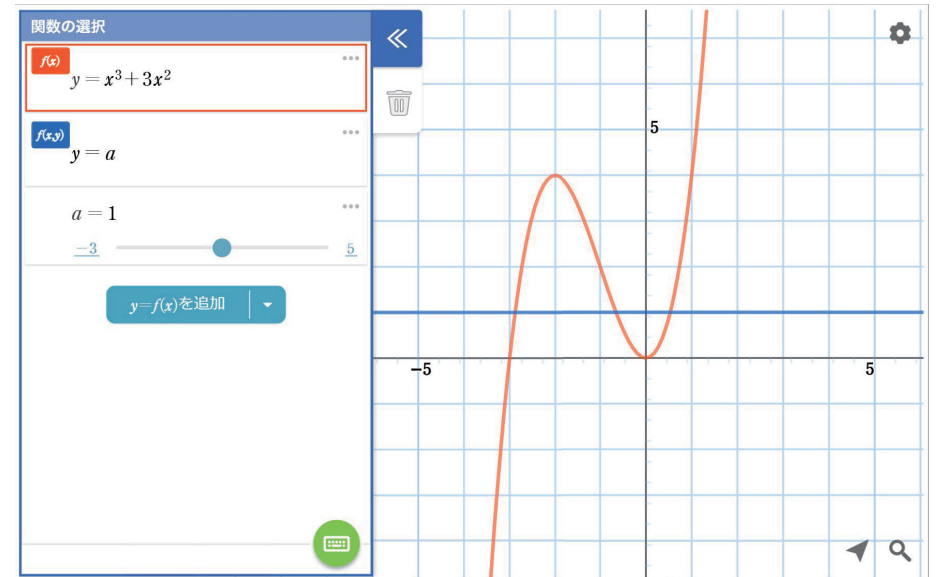 関数の選択
f(x)
y = x³ + 3x²
f(x,y)
y = a
a = 1
−3
5
y=f(x)を追加
5
−5
5